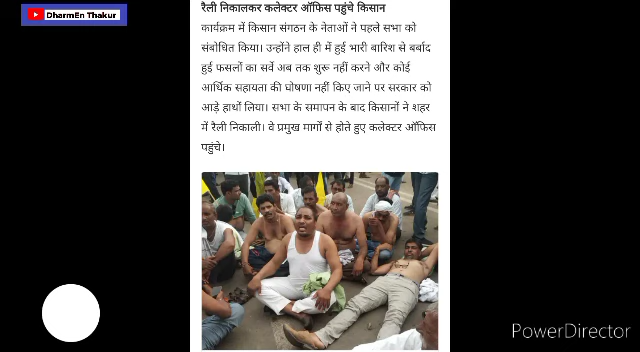 DharmEn Thakur
रैली निकालकर कलेक्टर ऑफिस पहुंचे किसान
कार्यक्रम में किसान संगठन के नेताओं ने पहले सभा को
संबोधित किया। उन्होंने हाल ही में हुई भारी बारिश से बर्बाद
हुई फसलों का सर्वे अब तक शुरू नहीं करने और कोई
आर्थिक सहायता की घोषणा नहीं किए जाने पर सरकार को
आड़े हाथों लिया। सभा के समापन के बाद किसानों ने शहर
में रैली निकाली। वे प्रमुख मार्गों से होते हुए कलेक्टर ऑफिस
पहुंचे।
PowerDirector